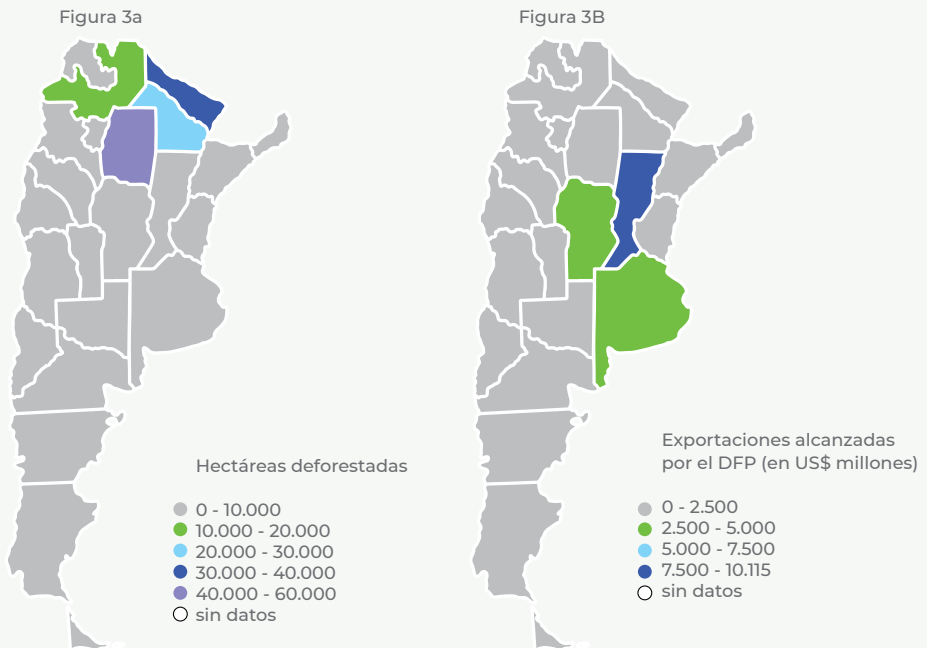 Figura 3a
Figura 3B
Hectáreas deforestadas
0 - 10.000
10.000 - 20.000
20.000 - 30.000
30.000 - 40.000
40.000 - 60.000
sin datos
Exportaciones alcanzadas
por el DFP (en US$ millones)
0 - 2.500
2.500 - 5.000
5.000 - 7.500
7.500 - 10.115
sin datos